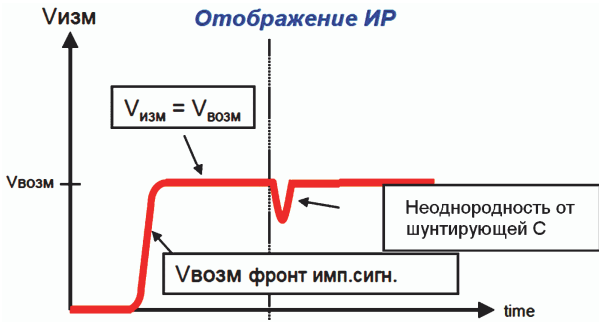 Vизм
Отображение ИР
Vизм = Vвозм
Vвозм
Неоднородность от
шунтирующей С
Vвозм фронт имп.сигн.
time